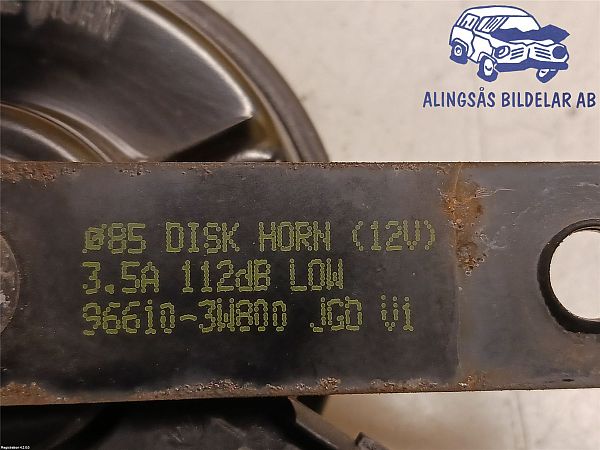 ALINGSÅS BILDELAR AB
Ø85 DISK HORN (12V)
3.5A 112dB LOW
96610-3W800 JGD V1